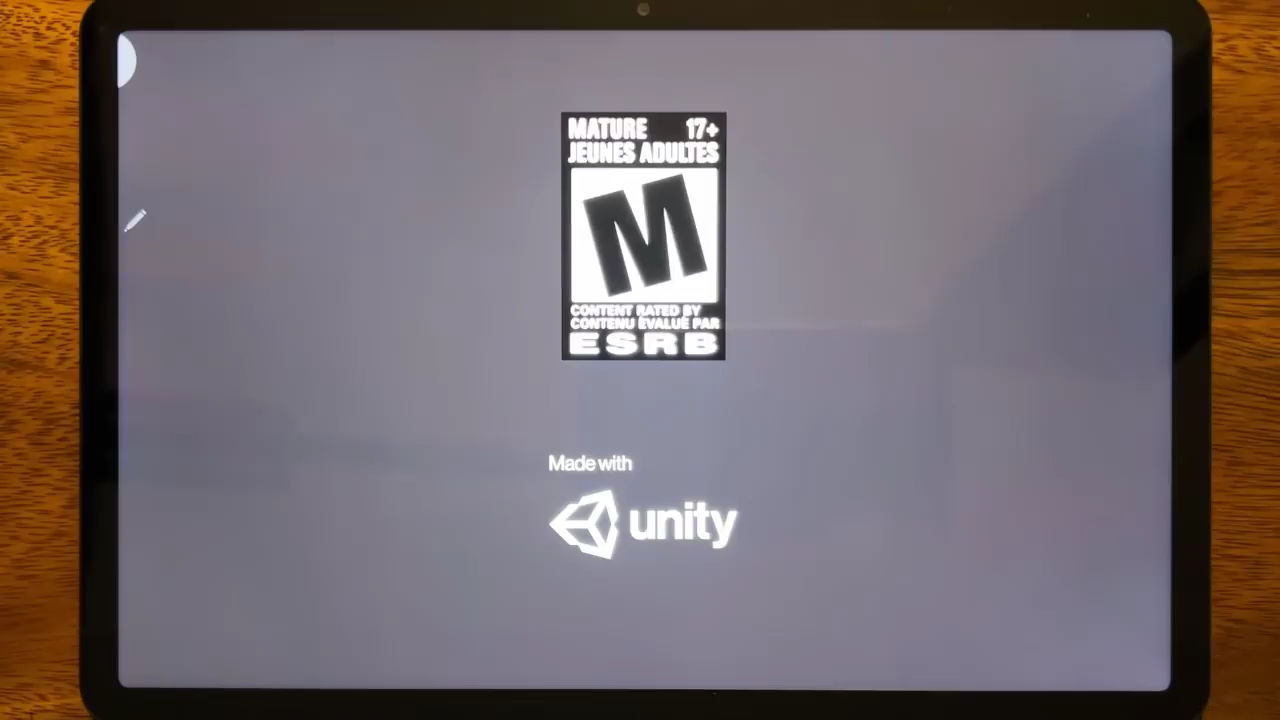 MATURE 17+
JEUNES ADULTES
M
CONTENT RATED BY
CONTENU ÉVALUÉ PAR
ESRB
Made with
unity